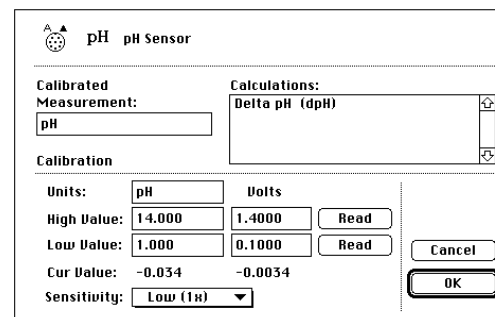 A
pH pH Sensor
Calibrated
Measurement:
pH
Calculations:
Delta pH (dpH)
Calibration
Units: pH Volts
High Value: 14.000 1.4000 Read
Low Value: 1.000 0.1000 Read
Cur Value: -0.034 -0.0034
Sensitivity: Low (1x)
Cancel
OK